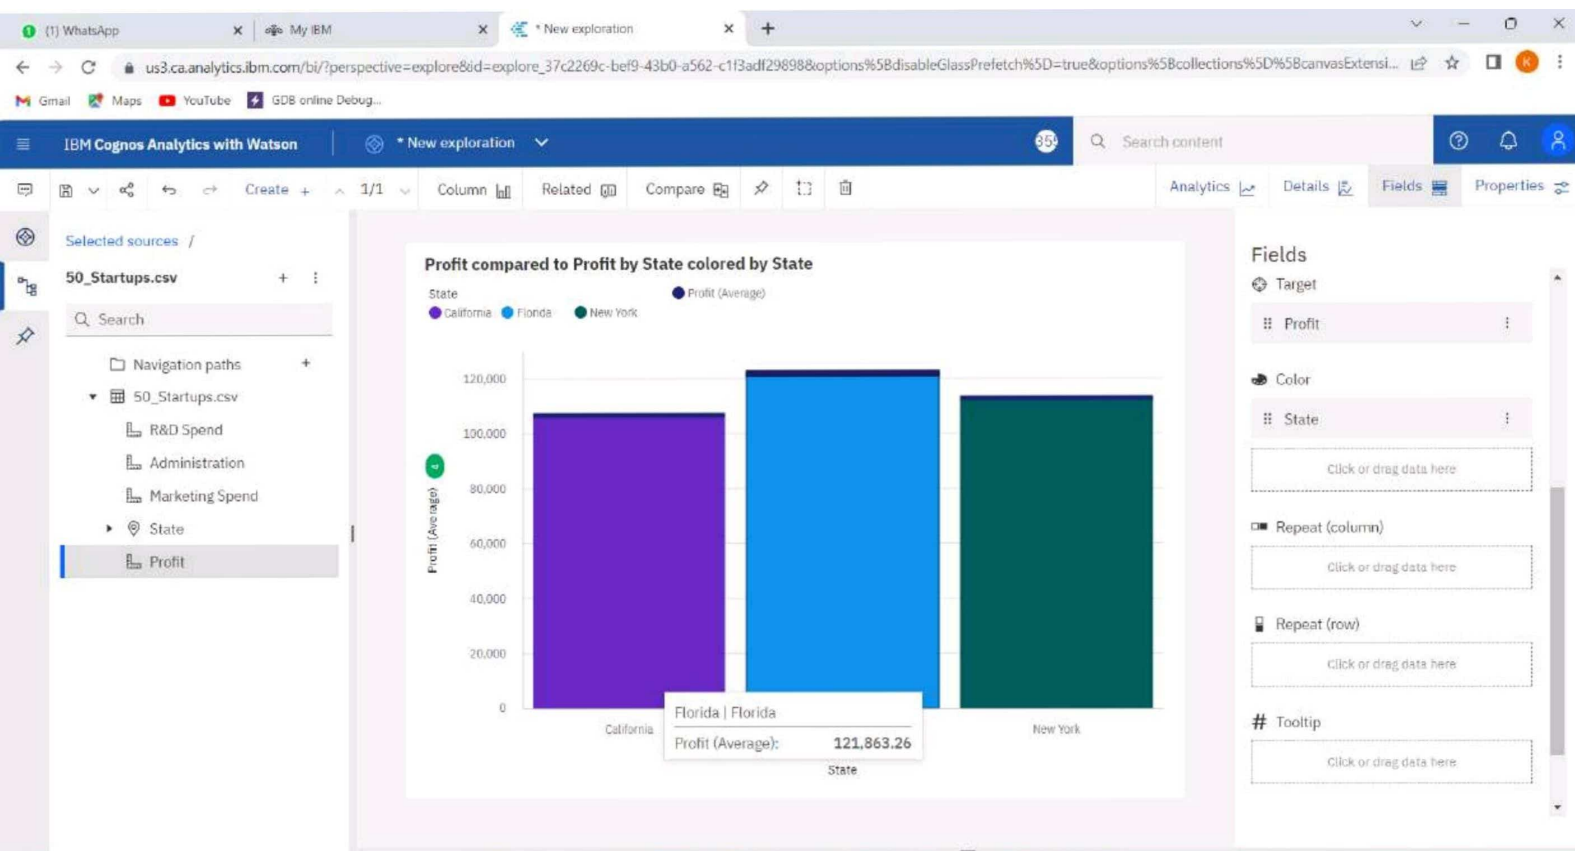 (1) WhatsApp
My IBM
* New exploration
us3.ca.analytics.ibm.com/bi/?perspective=explore&id=explore_37c2269c-bef9-43b0-a562-c1f3adf29898&options%5BdisableGlassPrefetch%5D=true&options%5Bcollections%5D%5BcanvasExtensi...
K
Gmail
Maps
YouTube
GDB online Debug...
IBM Cognos Analytics with Watson
* New exploration
Search content
Create +
1/1
Column
Related
Compare
Analytics
Details
Fields
Properties
Selected sources /
50_Startups.csv
Search
Navigation paths
50_Startups.csv
R&D Spend
Administration
Marketing Spend
State
Profit
Profit compared to Profit by State colored by State
State
California
Florida
New York
Profit (Average)
120,000
100,000
80,000
60,000
40,000
20,000
0
Profit (Average)
California
New York
State
Florida | Florida
Profit (Average): 121,863.26
Fields
Target
Profit
Color
State
Click or drag data here
Repeat (column)
Click or drag data here
Repeat (row)
Click or drag data here
# Tooltip
Click or drag data here